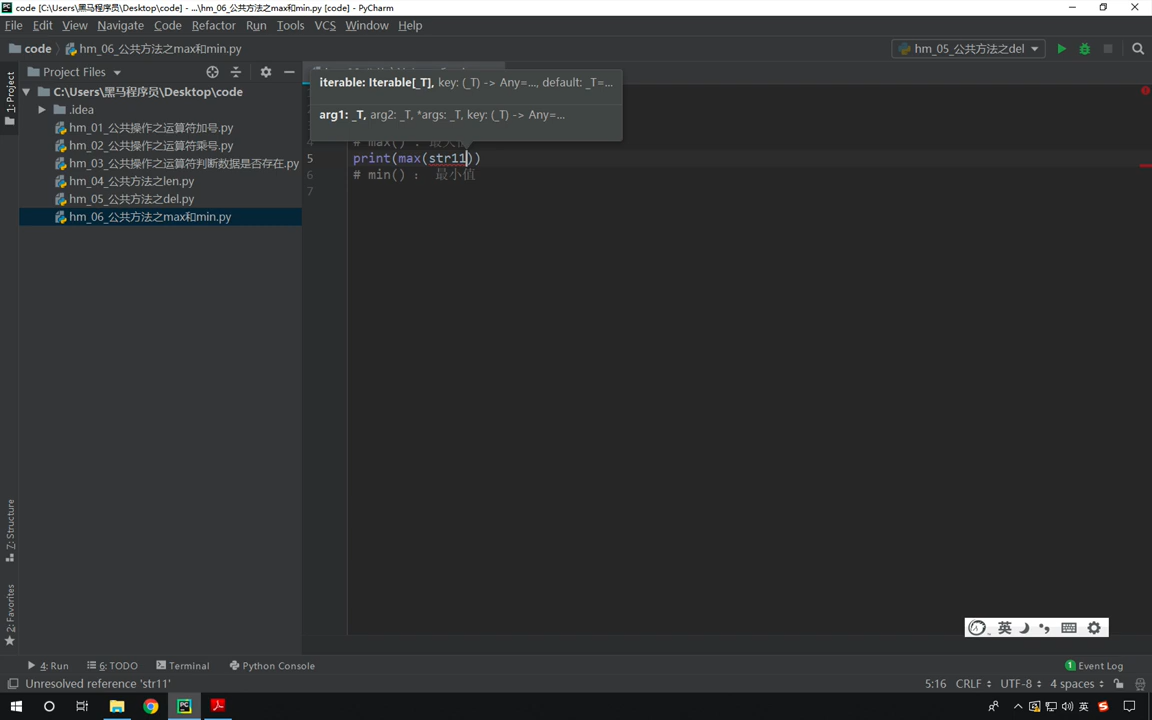 code [C:\Users\黑马程序员\Desktop\code] - ...\hm_06_公共方法之max和min.py [code] - PyCharm
File Edit View Navigate Code Refactor Run Tools VCS Window Help
code hm_06_公共方法之max和min.py hm_05_公共方法之del
1: Project
Project Files
C:\Users\黑马程序员\Desktop\code
.idea
hm_01_公共操作之运算符加号.py
hm_02_公共操作之运算符乘号.py
hm_03_公共操作之运算符判断数据是否存在.py
hm_04_公共方法之len.py
hm_05_公共方法之del.py
hm_06_公共方法之max和min.py
iterable: Iterable[_T], key: (_T) -> Any=..., default: _T=...
arg1: _T, arg2: _T, *args: _T, key: (_T) -> Any=...
4 # max() : 最大值
5 print(max(str11))
6 # min() : 最小值
7
Z: Structure
2: Favorites
英
4: Run 6: TODO Terminal Python Console 1 Event Log
Unresolved reference 'str11' 5:16 CRLF UTF-8 4 spaces
英